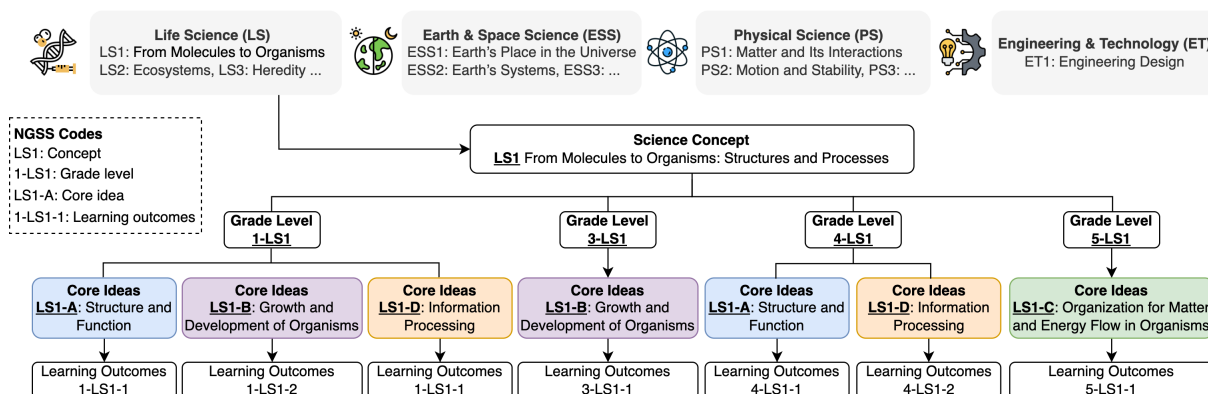 Life Science (LS)
LS1: From Molecules to Organisms
LS2: Ecosystems, LS3: Heredity ...
Earth & Space Science (ESS)
ESS1: Earth's Place in the Universe
ESS2: Earth's Systems, ESS3: ...
Physical Science (PS)
PS1: Matter and Its Interactions
PS2: Motion and Stability, PS3: ...
Engineering & Technology (ET)
ET1: Engineering Design
NGSS Codes
LS1: Concept
1-LS1: Grade level
LS1-A: Core idea
1-LS1-1: Learning outcomes
Science Concept
LS1 From Molecules to Organisms: Structures and Processes
Grade Level
1-LS1
Grade Level
3-LS1
Grade Level
4-LS1
Grade Level
5-LS1
Core Ideas
LS1-A: Structure and
Function
Core Ideas
LS1-B: Growth and
Development of Organisms
Core Ideas
LS1-D: Information
Processing
Core Ideas
LS1-B: Growth and
Development of Organisms
Core Ideas
LS1-A: Structure and
Function
Core Ideas
LS1-D: Information
Processing
Core Ideas
LS1-C: Organization for Matter
and Energy Flow in Organisms
Learning Outcomes
1-LS1-1
Learning Outcomes
1-LS1-2
Learning Outcomes
1-LS1-1
Learning Outcomes
3-LS1-1
Learning Outcomes
4-LS1-1
Learning Outcomes
4-LS1-2
Learning Outcomes
5-LS1-1